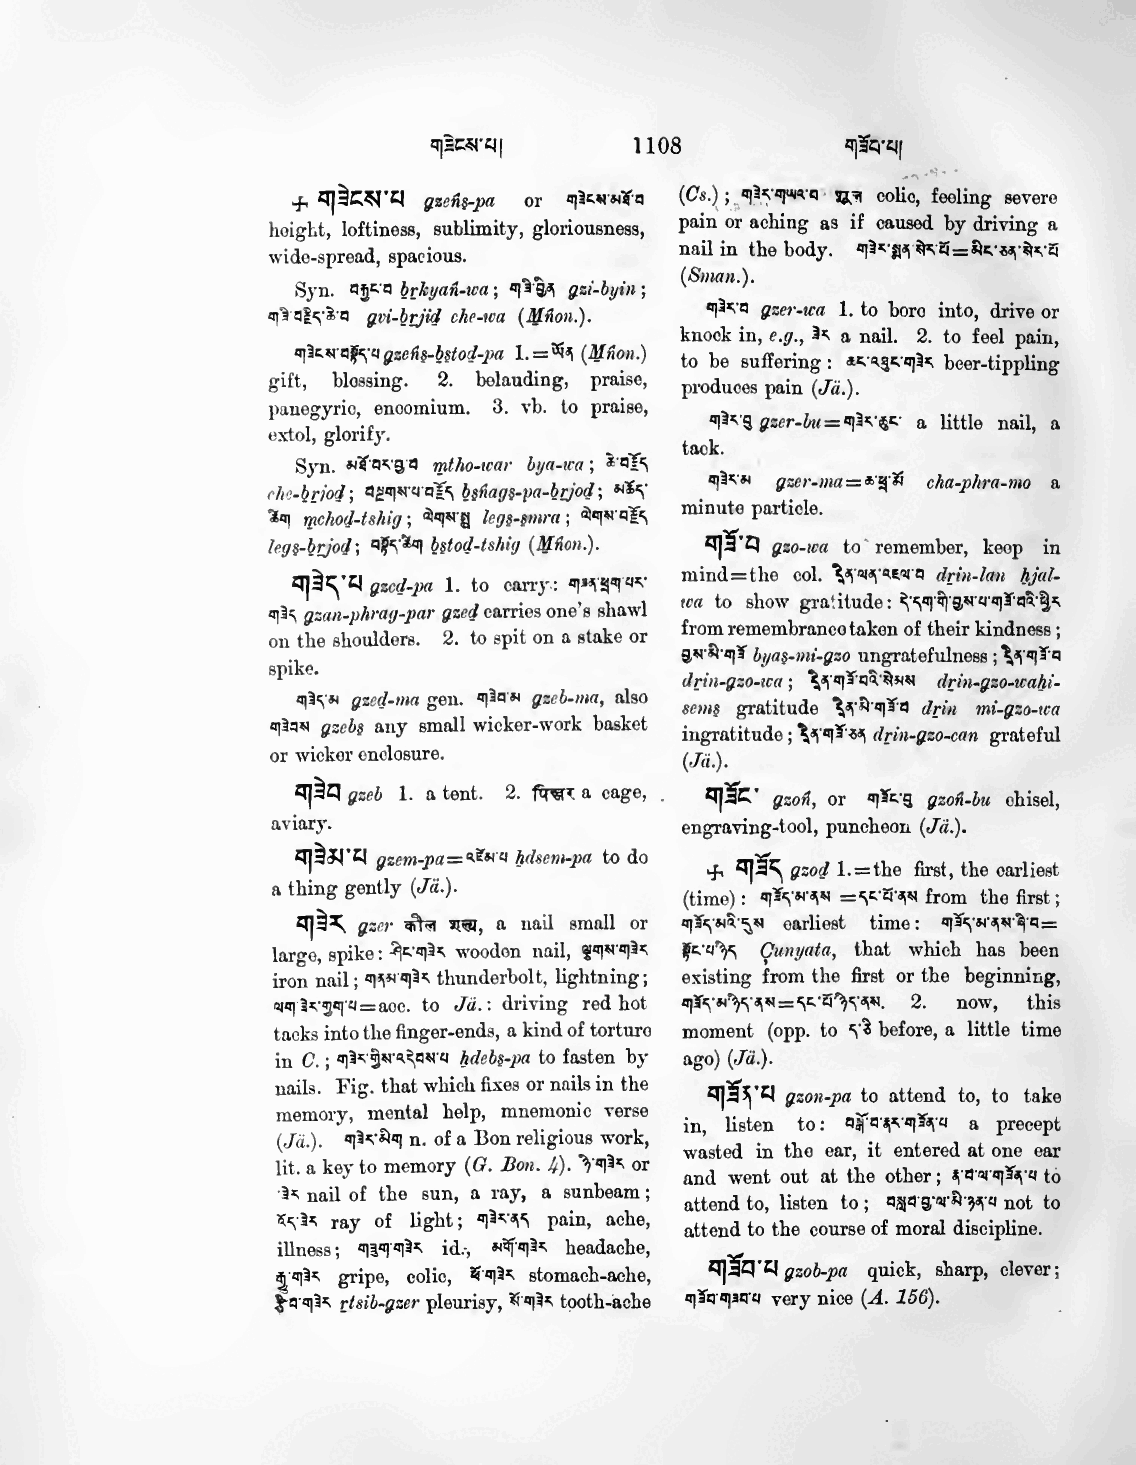 གཟེངས་པ། 1108 གཟོབ་པ།
+ གཟེངས་པ gzeṅs-pa or གཟེངས་མཐོ་བ
height, loftiness, sublimity, gloriousness,
wide-spread, spacious.
Syn. བརྐྱང་བ bṛkyaṅ-wa; གཟི་བྱིན gzi-byin;
གཟི་བརྗིད་ཆེ་བ gvi-bṛjiḍ che-wa (Mṅon.).
གཟེངས་བསྟོད་པ gzeṅs-bstoḍ-pa 1.=ཡོན (Mṅon.)
gift, blessing. 2. belauding, praise,
panegyric, encomium. 3. vb. to praise,
extol, glorify.
Syn. མཐོ་བར་བྱ་བ mtho-war bya-wa; ཆེ་བརྗོད
che-bṛjoḍ; བསྔགས་པ་བརྗོད bsṅags-pa-bṛjoḍ; མཆོད་
ཚིག mchoḍ-tshig; ལེགས་སྨྲ legs-smra; ལེགས་བརྗོད
legs-bṛjoḍ; བསྟོད་ཚིག bstoḍ-tshig (Mṅon.).
གཟེད་པ gzed-pa 1. to carry: གཟན་ཕྲག་པར་
གཟེད gzan-phrag-par gzeḍ carries one's shawl
on the shoulders. 2. to spit on a stake or
spike.
གཟེད་མ gzeḍ-ma gen. གཟེབ་མ gzeb-ma, also
གཟེབས gzebs any small wicker-work basket
or wicker enclosure.
གཟེབ gzeb 1. a tent. 2. पिञ्जर a cage,
aviary.
གཟེམ་པ gzem-pa=འཛེམ་པ ḥdsem-pa to do
a thing gently (Jä.).
གཟེར gzer कील शल्य, a nail small or
large, spike: ཤིང་གཟེར wooden nail, ལྕགས་གཟེར
iron nail; གནམ་གཟེར thunderbolt, lightning;
ལག་ཟེར་རྒྱག་པ=acc. to Jä.: driving red hot
tacks into the finger-ends, a kind of torture
in C.; གཟེར་གྱིས་འདེབས་པ ḥdebs-pa to fasten by
nails. Fig. that which fixes or nails in the
memory, mental help, mnemonic verse
(Jä.). གཟེར་མིག n. of a Bon religious work,
lit. a key to memory (G. Bon. 4). ཉི་གཟེར or
ཟེར nail of the sun, a ray, a sunbeam;
འོད་ཟེར ray of light; གཟེར་ནད pain, ache,
illness; གཟུག་གཟེར id., མགོ་གཟེར headache,
རྒྱུ་གཟེར gripe, colic, ཕོ་གཟེར stomach-ache,
རྩིབ་གཟེར ṛtsib-gzer pleurisy, སོ་གཟེར tooth-ache
(Cs.); གཟེར་གཡའ་བ शूल colic, feeling severe
pain or aching as if caused by driving a
nail in the body. གཟེར་སྨན་སེར་པོ=མིང་ཅན་སེར་པོ
(Sman.).
གཟེར་བ gzer-wa 1. to bore into, drive or
knock in, e.g., ཟེར a nail. 2. to feel pain,
to be suffering: ཆང་འཐུང་གཟེར beer-tippling
produces pain (Jä.).
གཟེར་བུ gzer-bu=གཟེར་ཆུང་ a little nail, a
tack.
གཟེར་མ gzer-ma=ཆ་ཕྲ་མོ cha-phra-mo a
minute particle.
གཟོ་བ gzo-wa to remember, keep in
mind=the col. དྲིན་ལན་འཇལ་བ dṛin-lan ḥjal-
wa to show gratitude: དེ་དག་གི་བྱས་པ་གཟོ་བའི་ཕྱིར
from remembrance taken of their kindness;
བྱས་མི་གཟོ byas-mi-gzo ungratefulness; དྲིན་གཟོ་བ
dṛin-gzo-wa; དྲིན་གཟོ་བའི་སེམས dṛin-gzo-waḥi-
sems gratitude དྲིན་མི་གཟོ་བ dṛin mi-gzo-wa
ingratitude; དྲིན་གཟོ་ཅན dṛin-gzo-can grateful
(Jä.).
གཟོང་ gzoṅ, or གཟོང་བུ gzoṅ-bu chisel,
engraving-tool, puncheon (Jä.).
+ གཟོད gzoḍ 1.=the first, the earliest
(time): གཟོད་མ་ནས =དང་པོ་ནས from the first;
གཟོད་མའི་དུས earliest time: གཟོད་མ་ནས་ཞི་བ=
སྟོང་པ་ཉིད Çunyata, that which has been
existing from the first or the beginning,
གཟོད་མ་ཉིད་ནས=དང་པོ་ཉིད་ནས. 2. now, this
moment (opp. to ད་ཅི before, a little time
ago) (Jä.).
གཟོན་པ gzon-pa to attend to, to take
in, listen to: བསྒོ་བ་རྣར་གཟོན་པ a precept
wasted in the ear, it entered at one ear
and went out at the other; རྣ་བ་ལ་གཟོན་པ to
attend to, listen to; བསླབ་བྱ་ལ་མི་ཉན་པ not to
attend to the course of moral discipline.
གཟོབ་པ gzob-pa quick, sharp, clever;
གཟོབ་གཟབ་པ very nice (A. 156).